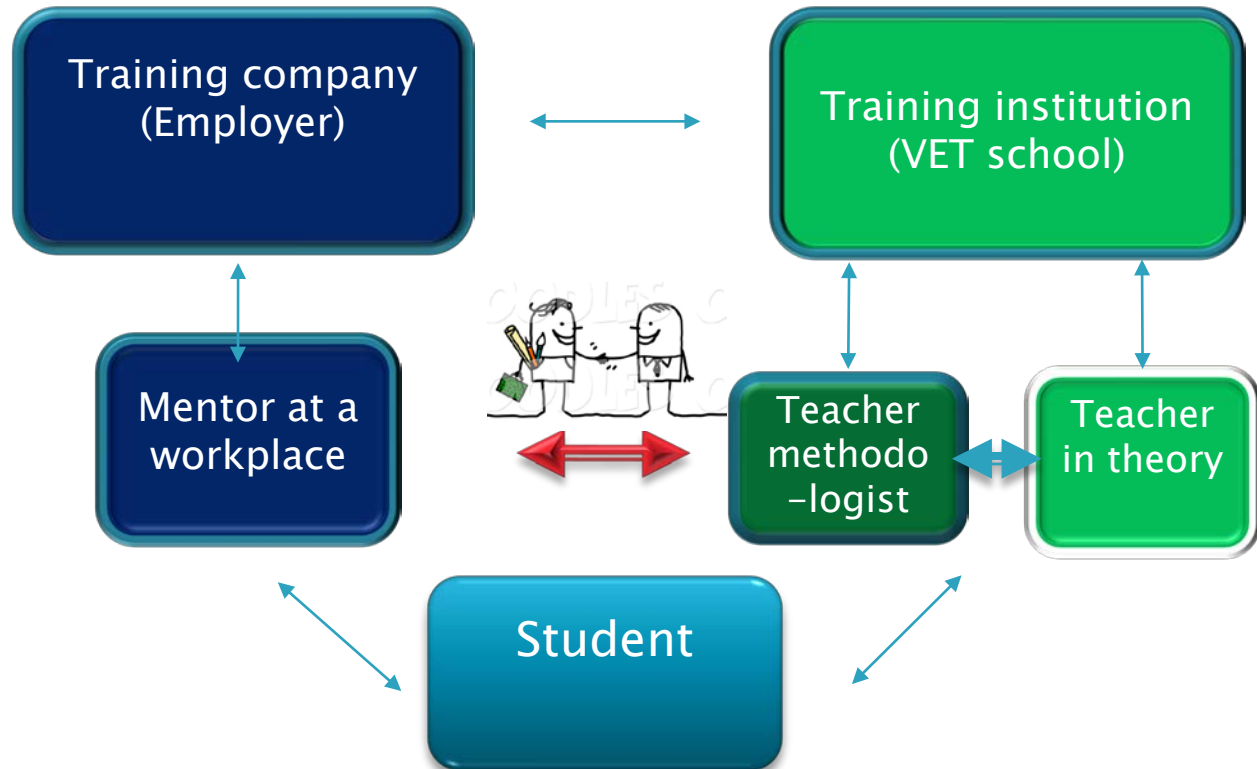 Training company
(Employer)
Training institution
(VET school)
Mentor at a
workplace
Teacher
methodo
-logist
Teacher
in theory
Student